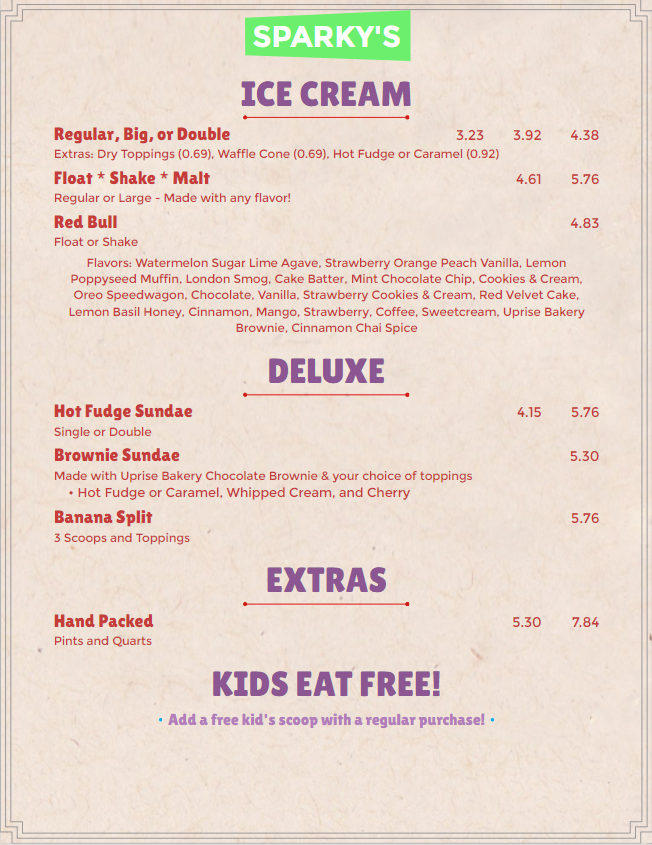 SPARKY'S
ICE CREAM
Regular, Big, or Double 3.23 3.92 4.38
Extras: Dry Toppings (0.69), Waffle Cone (0.69), Hot Fudge or Caramel (0.92)
Float * Shake * Malt 4.61 5.76
Regular or Large - Made with any flavor!
Red Bull 4.83
Float or Shake
Flavors: Watermelon Sugar Lime Agave, Strawberry Orange Peach Vanilla, Lemon
Poppyseed Muffin, London Smog, Cake Batter, Mint Chocolate Chip, Cookies & Cream,
Oreo Speedwagon, Chocolate, Vanilla, Strawberry Cookies & Cream, Red Velvet Cake,
Lemon Basil Honey, Cinnamon, Mango, Strawberry, Coffee, Sweetcream, Uprise Bakery
Brownie, Cinnamon Chai Spice
DELUXE
Hot Fudge Sundae 4.15 5.76
Single or Double
Brownie Sundae 5.30
Made with Uprise Bakery Chocolate Brownie & your choice of toppings
• Hot Fudge or Caramel, Whipped Cream, and Cherry
Banana Split 5.76
3 Scoops and Toppings
EXTRAS
Hand Packed 5.30 7.84
Pints and Quarts
KIDS EAT FREE!
• Add a free kid's scoop with a regular purchase! •